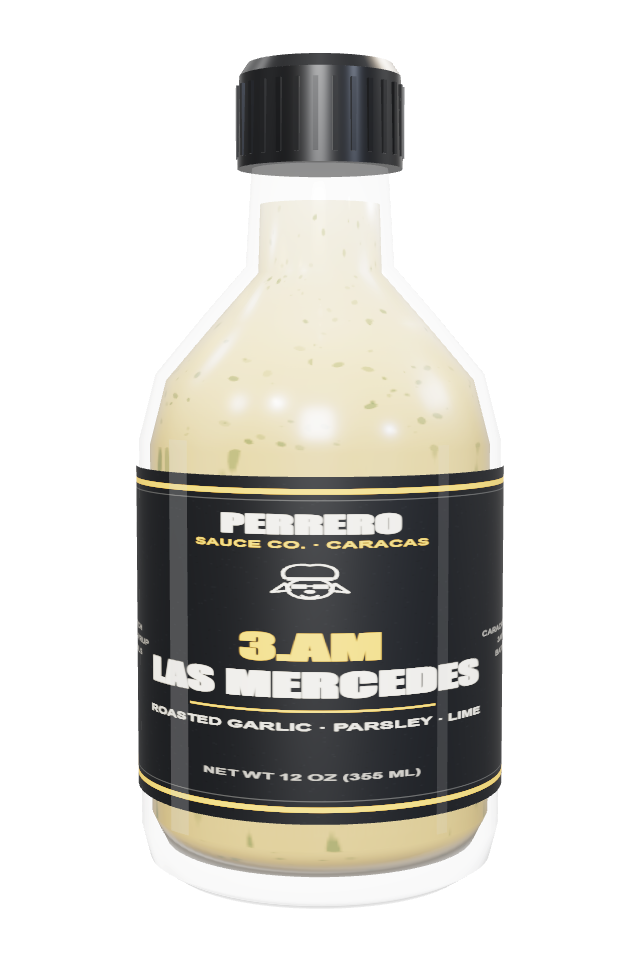 PERRERO
SAUCE CO. · CARACAS
3.AM
LAS MERCEDES
ROASTED GARLIC · PARSLEY · LIME
NET WT 12 OZ (355 ML)